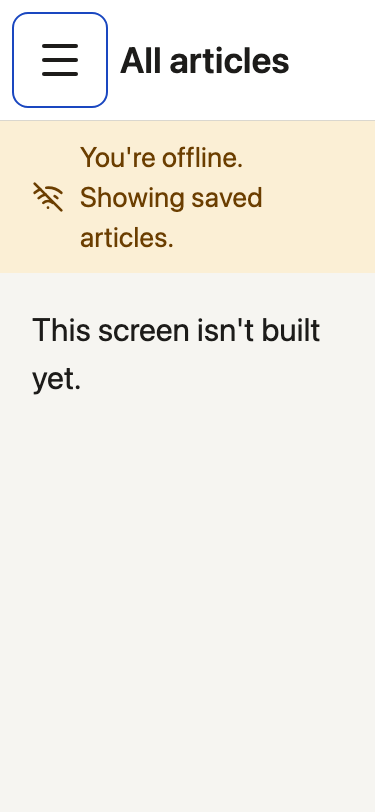 All articles
You're offline.
Showing saved
articles.
This screen isn't built
yet.